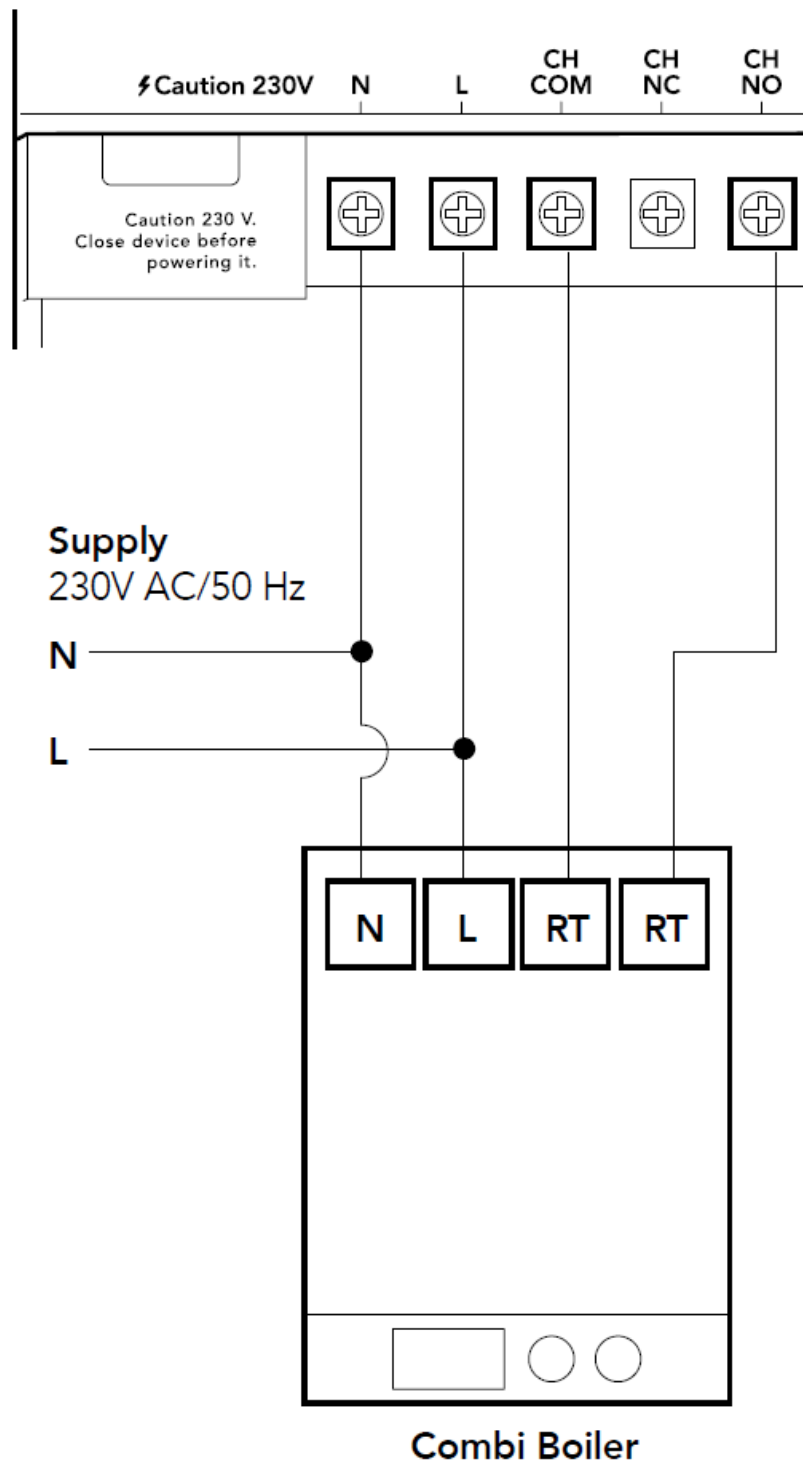 ⚡Caution 230V N L CH COM CH NC CH NO
Caution 230 V.
Close device before
powering it.
Supply
230V AC/50 Hz
N
L
N L RT RT
Combi Boiler